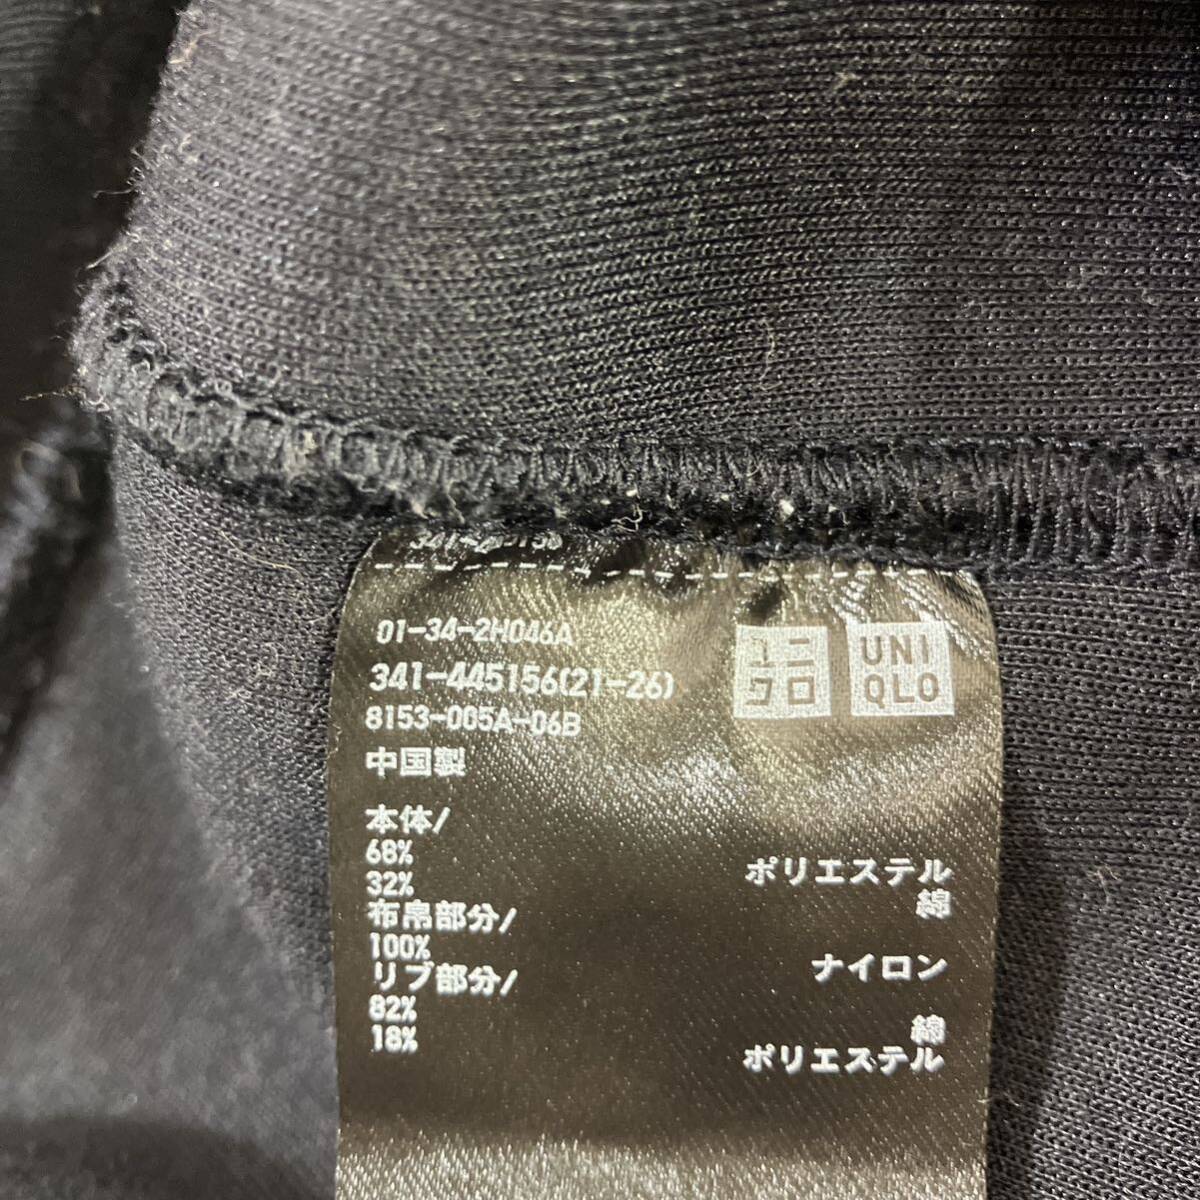 01-34-2H046A
341-445156(21-26)
8153-005A-06B
中国製
ユニ
クロ
UNI
QLO
本体/
68% ポリエステル
32% 綿
布帛部分/
100% ナイロン
リブ部分/
82% 綿
18% ポリエステル